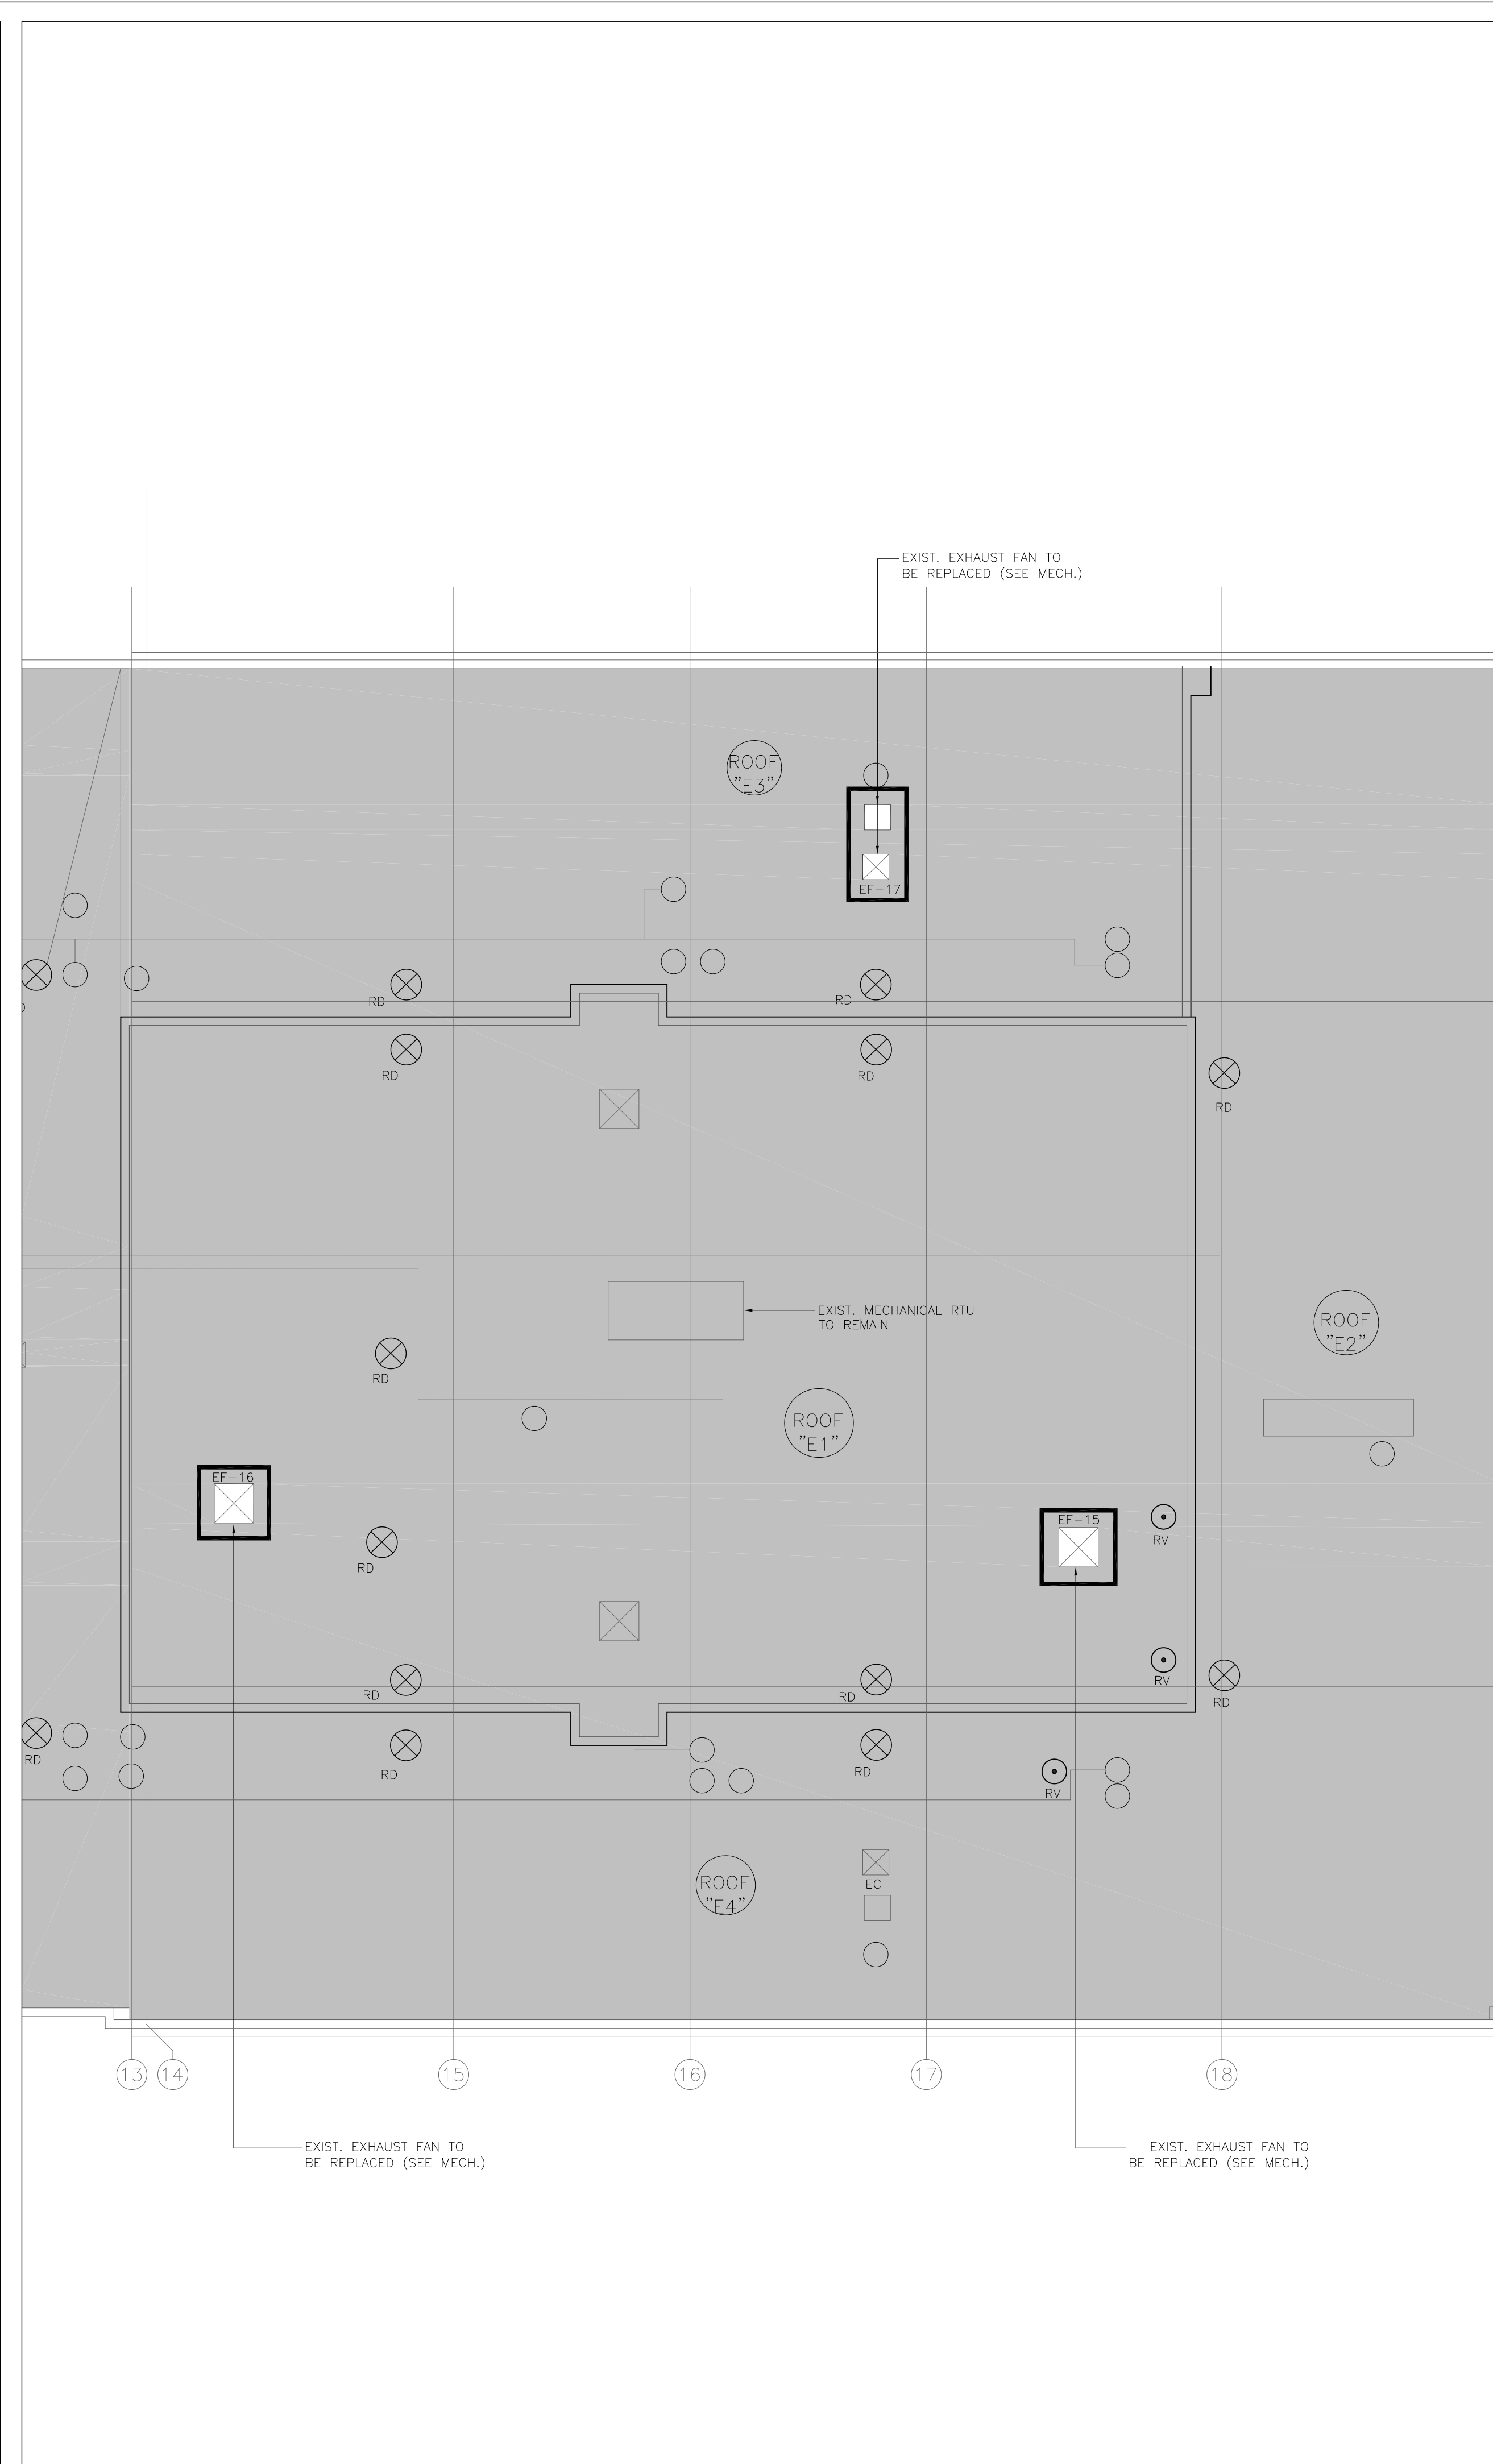 EXIST. EXHAUST FAN TO
BE REPLACED (SEE MECH.)
ROOF
"E3"
EF-17
RD
RD
RD
RD
RD
EXIST. MECHANICAL RTU
TO REMAIN
ROOF
"E2"
RD
ROOF
"E1"
EF-16
EF-15
RV
RD
RV
RD
RD
RD
RD
RD
RD
RV
ROOF
"E4"
EC
13
14
15
16
17
18
EXIST. EXHAUST FAN TO
BE REPLACED (SEE MECH.)
EXIST. EXHAUST FAN TO
BE REPLACED (SEE MECH.)